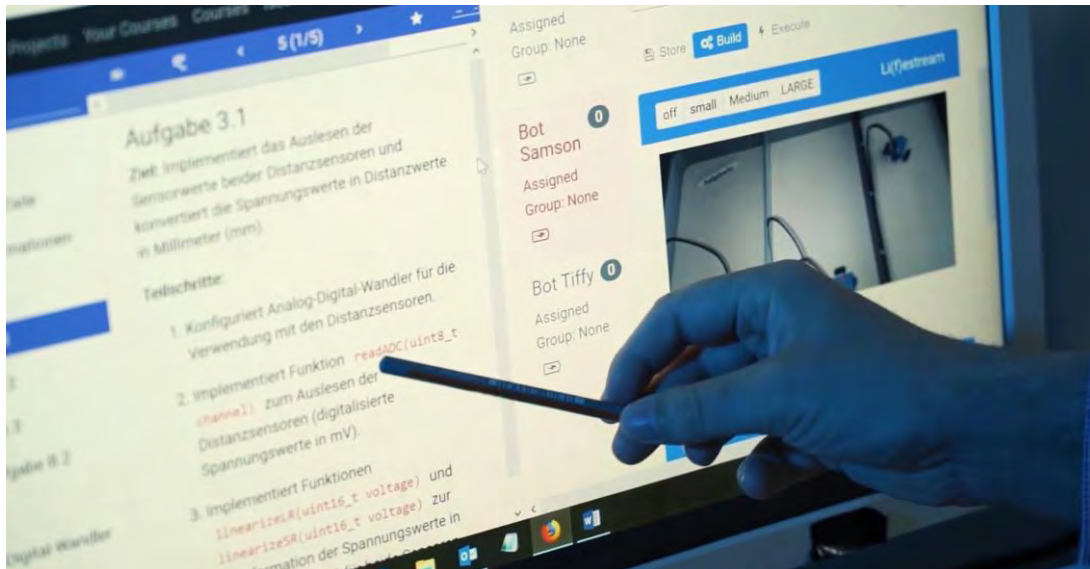 Projects Your Courses Courses
S (1/5)
Aufgabe 3.1
Ziel: Implementiert das Auslesen der
Sensorwerte beider Distanzsensoren und
konvertiert die Spannungswerte in Distanzwerte
in Millimeter (mm).
Teilschritte:
1. Konfiguriert Analog-Digital-Wandler für die
Verwendung mit den Distanzsensoren.
2. Implementiert Funktion readADC(uint8_t
channel) zum Auslesen der
Distanzsensoren (digitalisierte
Spannungswerte in mV).
3. Implementiert Funktionen
linearizeLR(uint16_t voltage) und
linearizeSR(uint16_t voltage) zur
der Spannungswerte in
Digital-Wandler
Assigned
Group: None
Bot 0
Samson
Assigned
Group: None
Bot Tiffy 0
Assigned
Group: None
Store Build Execute
off small Medium LARGE Li(f)estream